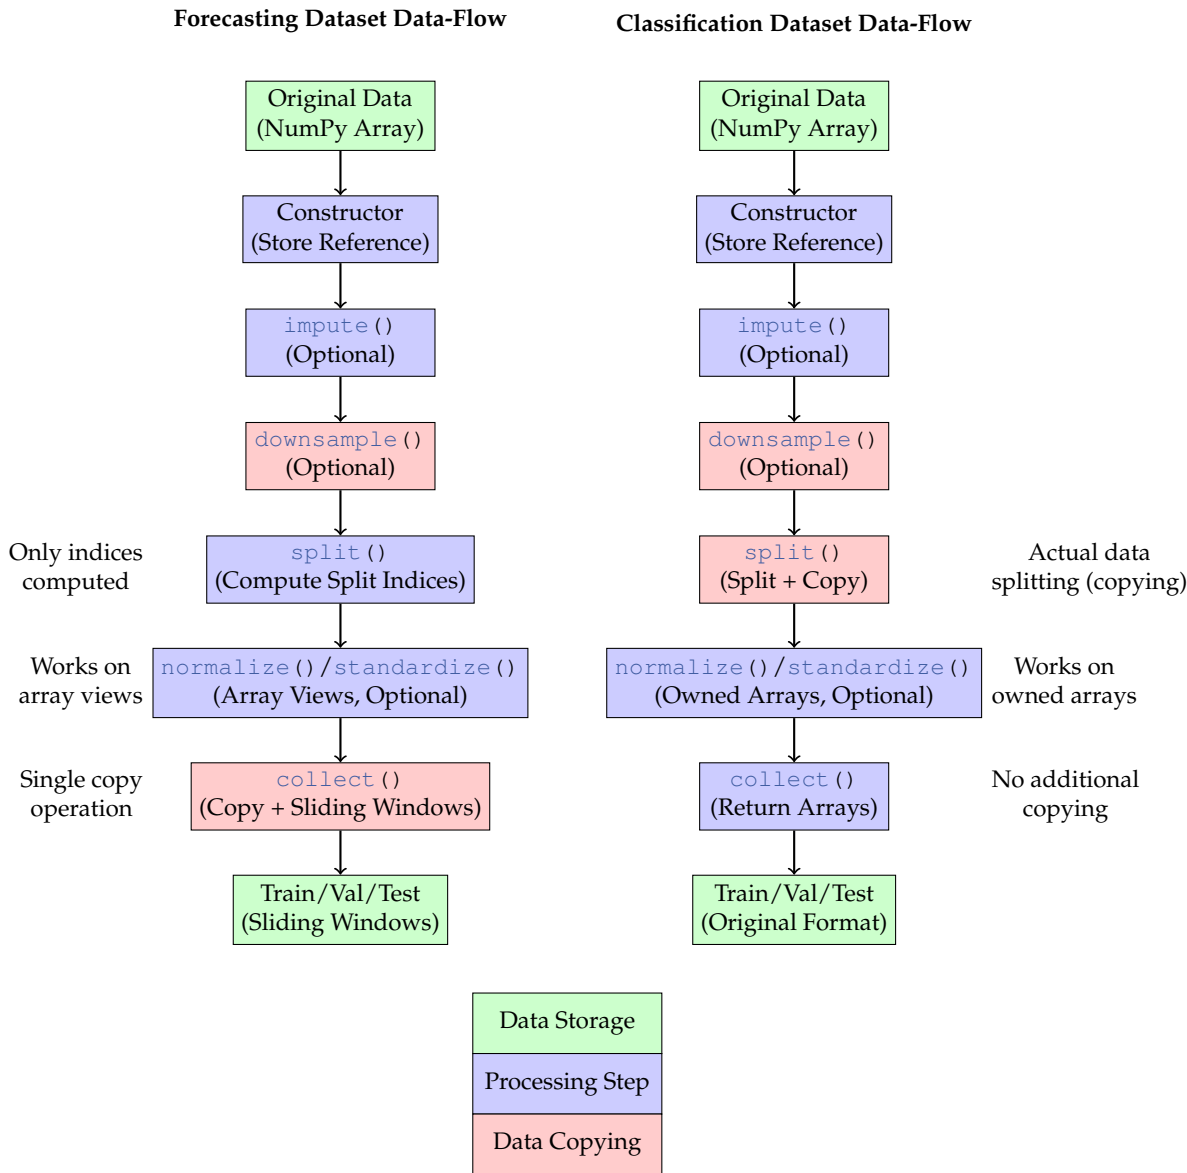 Forecasting Dataset Data-Flow
Original Data
(NumPy Array)
Constructor
(Store Reference)
impute()
(Optional)
downsample()
(Optional)
Only indices
computed
split()
(Compute Split Indices)
Works on
array views
normalize()/standardize()
(Array Views, Optional)
Single copy
operation
collect()
(Copy + Sliding Windows)
Train/Val/Test
(Sliding Windows)
Classification Dataset Data-Flow
Original Data
(NumPy Array)
Constructor
(Store Reference)
impute()
(Optional)
downsample()
(Optional)
split()
(Split + Copy)
Actual data
splitting (copying)
normalize()/standardize()
(Owned Arrays, Optional)
Works on
owned arrays
collect()
(Return Arrays)
No additional
copying
Train/Val/Test
(Original Format)
Data Storage
Processing Step
Data Copying